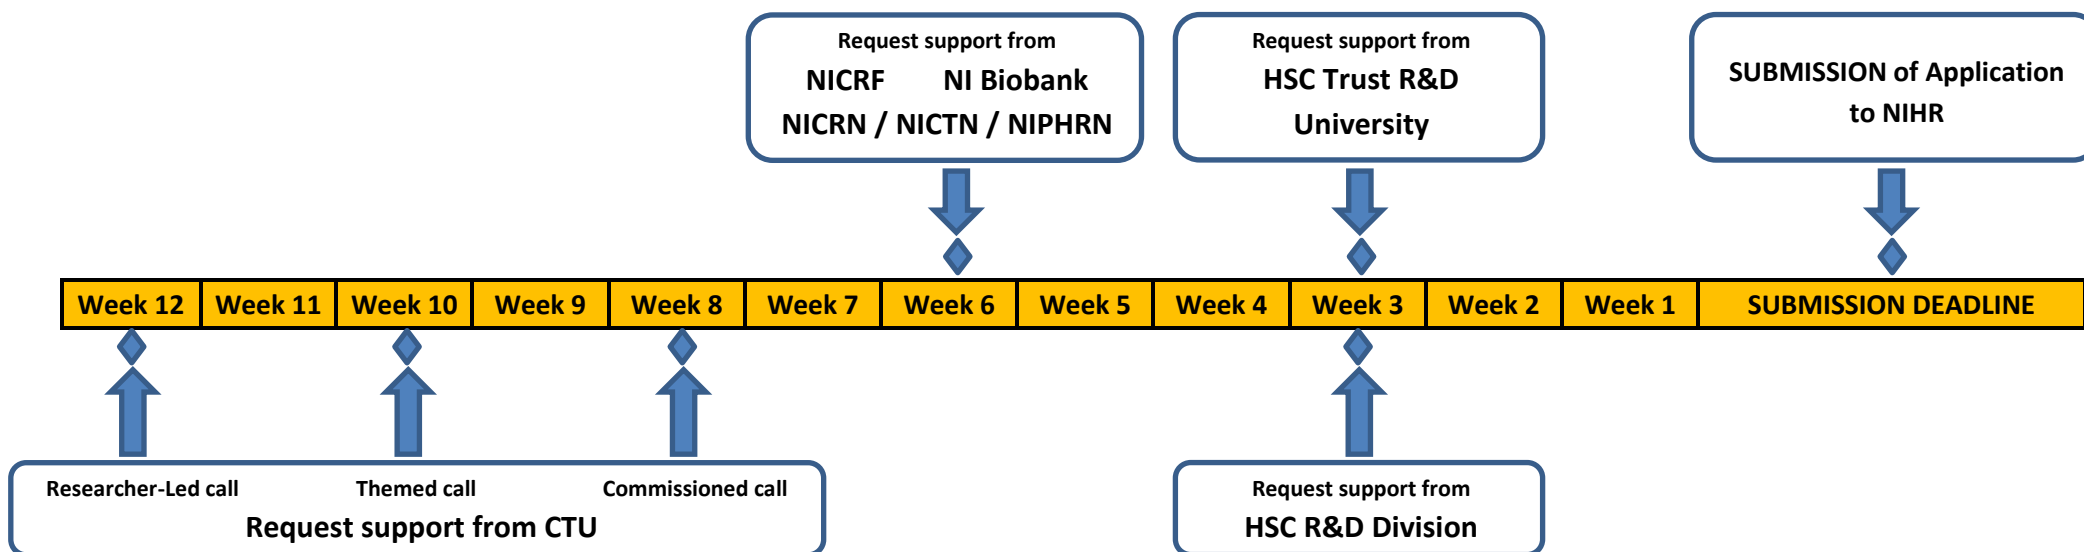 Request support from
NICRF NI Biobank
NICRN / NICTN / NIPHRN
Request support from
HSC Trust R&D
University
SUBMISSION of Application
to NIHR
Week 12 Week 11 Week 10 Week 9 Week 8 Week 7 Week 6 Week 5 Week 4 Week 3 Week 2 Week 1 SUBMISSION DEADLINE
Researcher-Led call Themed call Commissioned call
Request support from CTU
Request support from
HSC R&D Division